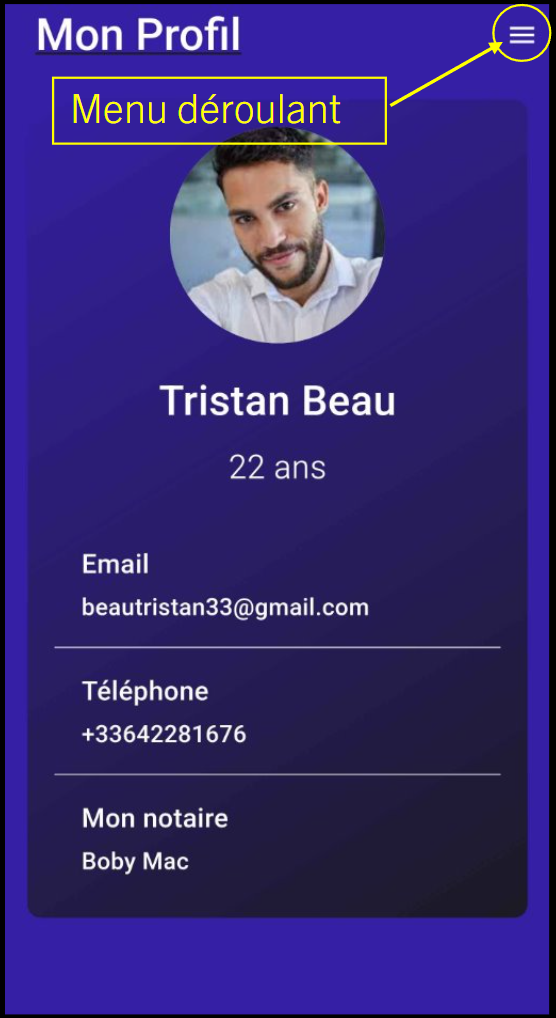 Mon Profil
Menu déroulant
Tristan Beau
22 ans
Email
beautristan33@gmail.com
Téléphone
+33642281676
Mon notaire
Boby Mac